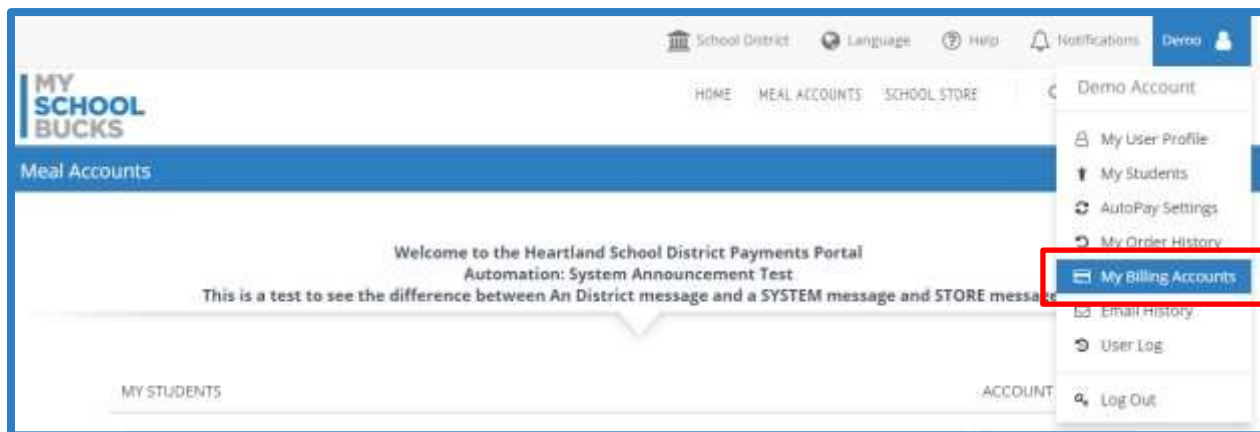 School District Language Help Notifications Demo
MY
SCHOOL
BUCKS
HOME MEAL ACCOUNTS SCHOOL STORE
Demo Account
My User Profile
Meal Accounts
My Students
AutoPay Settings
My Order History
My Billing Accounts
Email History
User Log
Log Out
Welcome to the Heartland School District Payments Portal
Automation: System Announcement Test
This is a test to see the difference between An District message and a SYSTEM message and STORE message
MY STUDENTS
ACCOUNT